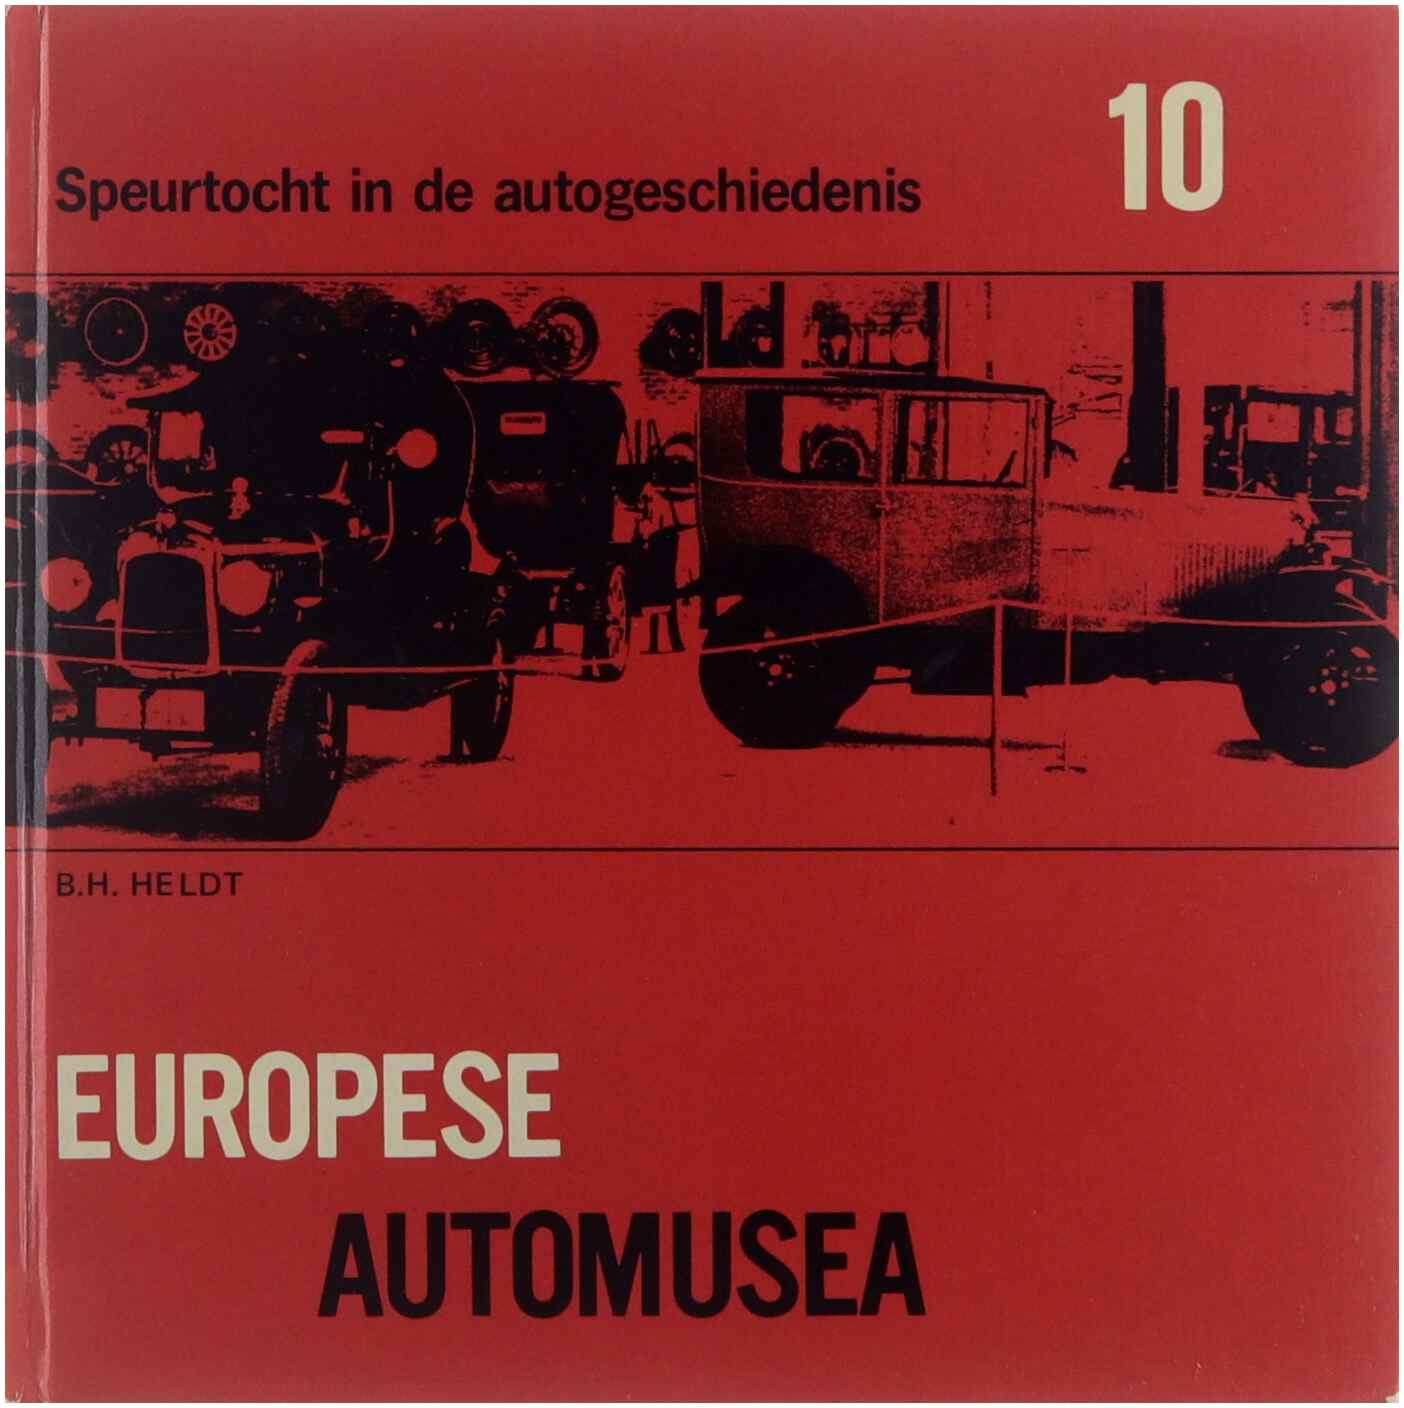 10
Speurtocht in de autogeschiedenis
B.H. HELDT
EUROPESE
AUTOMUSEA